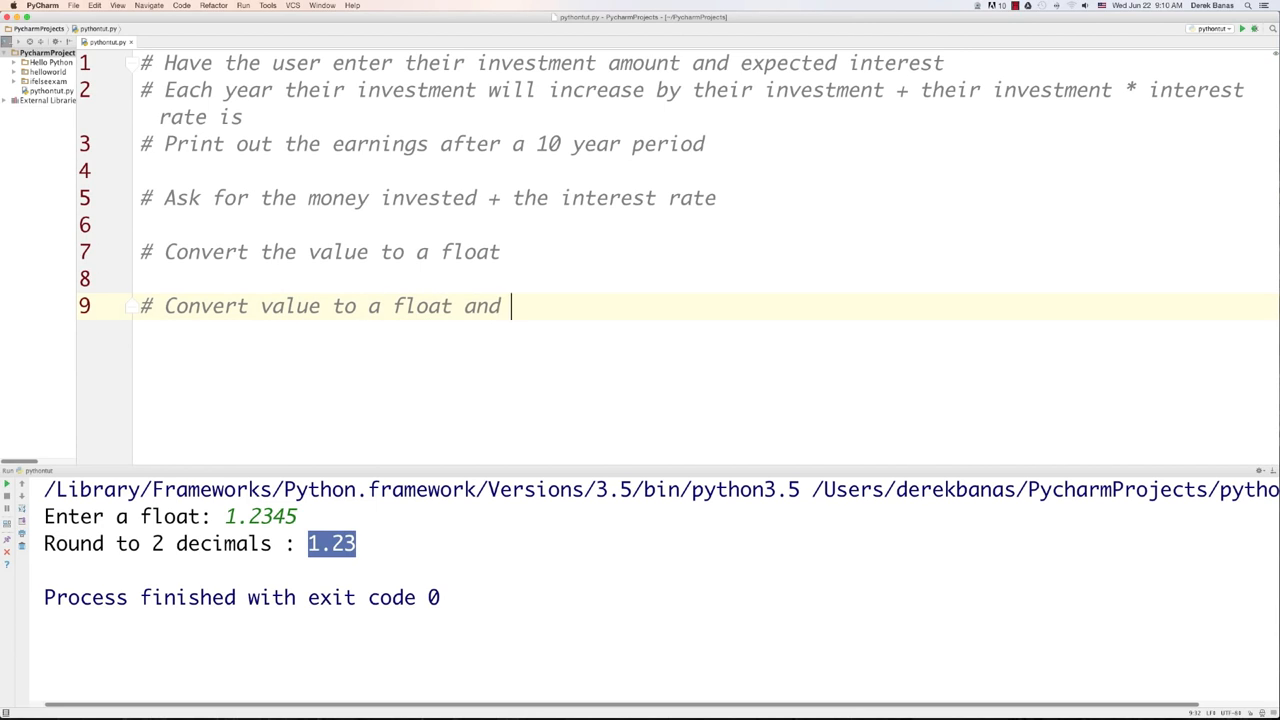 PyCharm File Edit View Navigate Code Refactor Run Tools VCS Window Help 10 Wed Jun 22 9:10 AM Derek Banas
pythontut.py - PycharmProjects - [~/PycharmProjects]
PycharmProjects pythontut.py pythontut
pythontut.py
PycharmProject
Hello Python
helloworld
ifelseexam
pythontut.py
External Librarie
1 # Have the user enter their investment amount and expected interest
2 # Each year their investment will increase by their investment + their investment * interest
rate is
3 # Print out the earnings after a 10 year period
4
5 # Ask for the money invested + the interest rate
6
7 # Convert the value to a float
8
9 # Convert value to a float and
Run pythontut
/Library/Frameworks/Python.framework/Versions/3.5/bin/python3.5 /Users/derekbanas/PycharmProjects/pytho
Enter a float: 1.2345
Round to 2 decimals : 1.23
Process finished with exit code 0
9:32 LF UTF-8